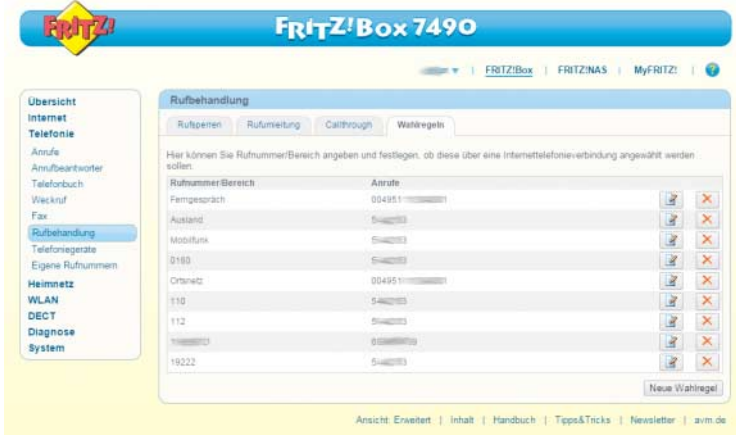 FRITZ!
FRITZ!Box 7490
FRITZ!Box | FRITZ!NAS | MyFRITZ! | ?
Übersicht
Internet
Telefonie
Anrufe
Anrufbeantworter
Telefonbuch
Weckruf
Fax
Rufbehandlung
Telefoniegeräte
Eigene Rufnummern
Heimnetz
WLAN
DECT
Diagnose
System
Rufbehandlung
Rufsperren Rufumleitung Callthrough Wahlregeln
Hier können Sie Rufnummer/Bereich angeben und festlegen, ob diese über eine Internettelefonieverbindung angewählt werden
sollen.
Rufnummer/Bereich Anrufe
Ferngespräch
Ausland
Mobilfunk
0180
Ortsnetz
110
112
19222
Neue Wahlregel
Ansicht: Erweitert | Inhalt | Handbuch | Tipps&Tricks | Newsletter | avm.de